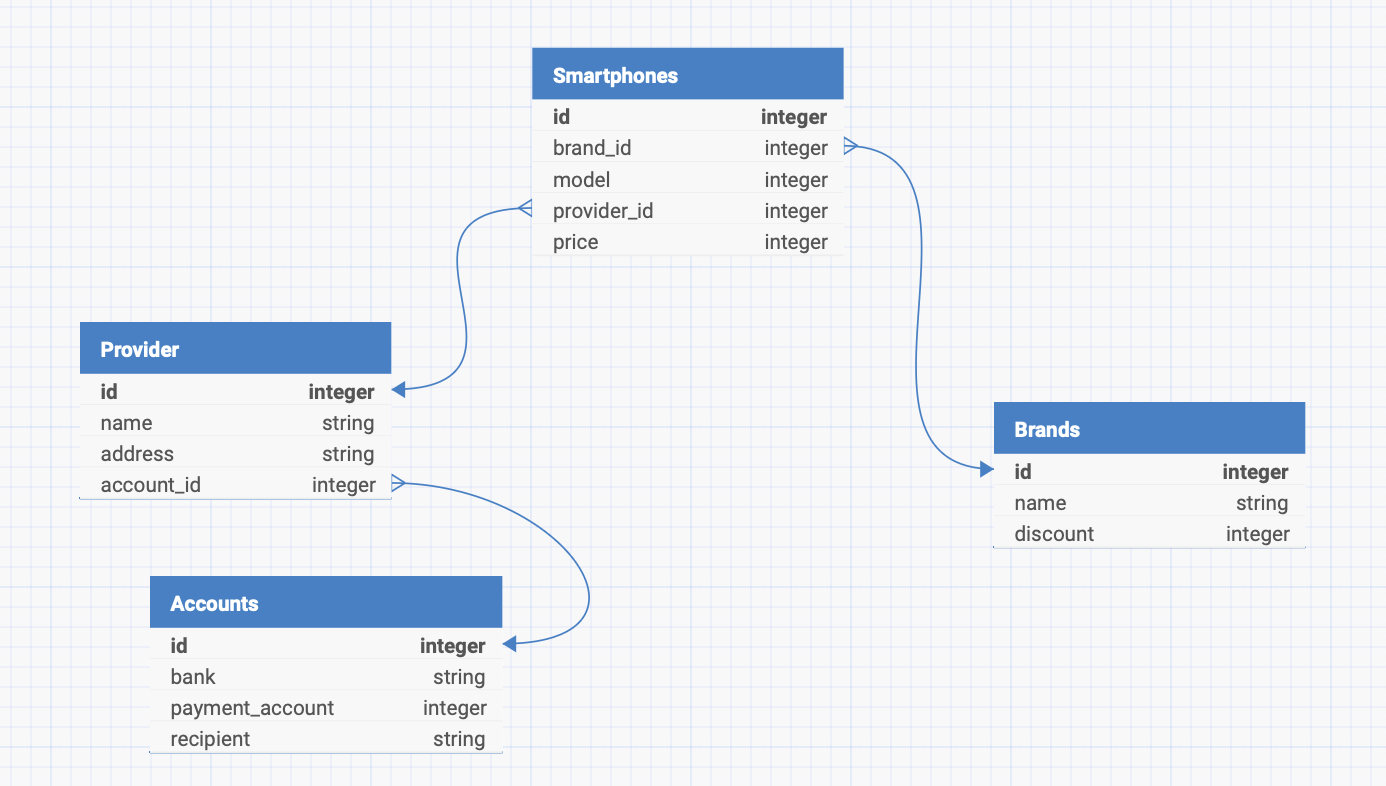 Smartphones
id integer
brand_id integer
model integer
provider_id integer
price integer
Provider
id integer
name string
address string
account_id integer
Brands
id integer
name string
discount integer
Accounts
id integer
bank string
payment_account integer
recipient string